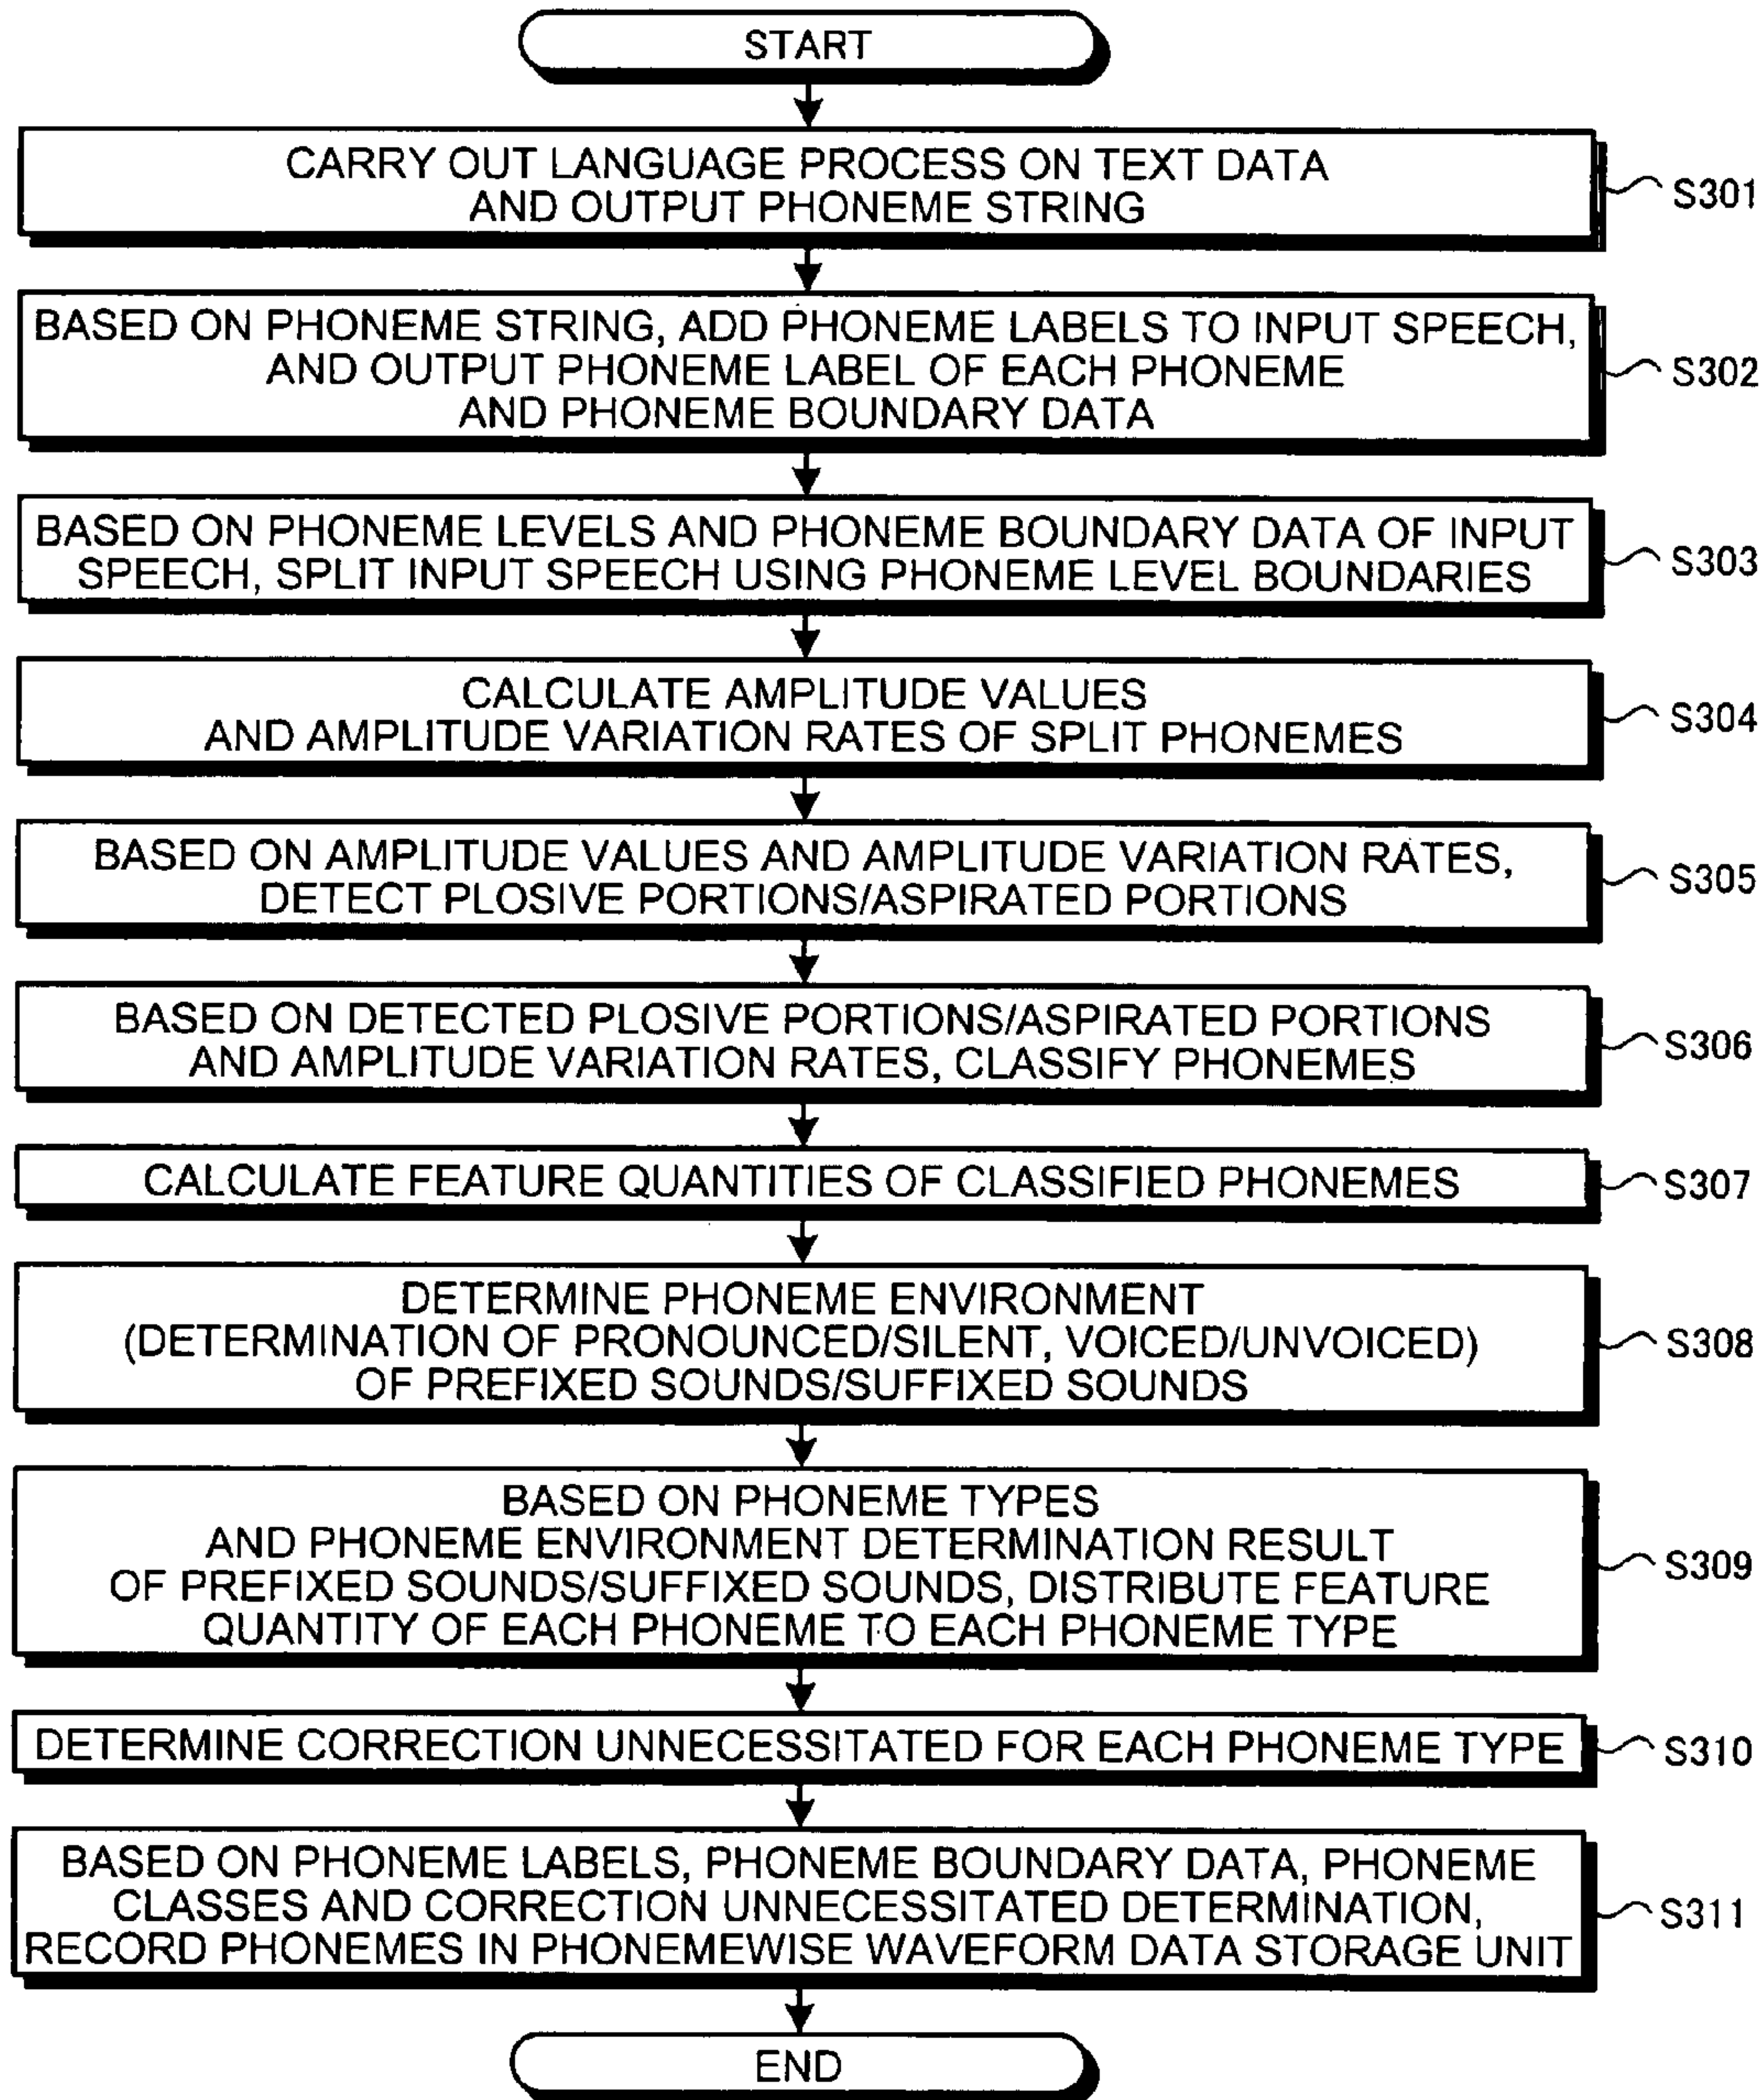 START
CARRY OUT LANGUAGE PROCESS ON TEXT DATA
AND OUTPUT PHONEME STRING
S301
BASED ON PHONEME STRING, ADD PHONEME LABELS TO INPUT SPEECH,
AND OUTPUT PHONEME LABEL OF EACH PHONEME
AND PHONEME BOUNDARY DATA
S302
BASED ON PHONEME LEVELS AND PHONEME BOUNDARY DATA OF INPUT
SPEECH, SPLIT INPUT SPEECH USING PHONEME LEVEL BOUNDARIES
S303
CALCULATE AMPLITUDE VALUES
AND AMPLITUDE VARIATION RATES OF SPLIT PHONEMES
S304
BASED ON AMPLITUDE VALUES AND AMPLITUDE VARIATION RATES,
DETECT PLOSIVE PORTIONS/ASPIRATED PORTIONS
S305
BASED ON DETECTED PLOSIVE PORTIONS/ASPIRATED PORTIONS
AND AMPLITUDE VARIATION RATES, CLASSIFY PHONEMES
S306
CALCULATE FEATURE QUANTITIES OF CLASSIFIED PHONEMES
S307
DETERMINE PHONEME ENVIRONMENT
(DETERMINATION OF PRONOUNCED/SILENT, VOICED/UNVOICED)
OF PREFIXED SOUNDS/SUFFIXED SOUNDS
S308
BASED ON PHONEME TYPES
AND PHONEME ENVIRONMENT DETERMINATION RESULT
OF PREFIXED SOUNDS/SUFFIXED SOUNDS, DISTRIBUTE FEATURE
QUANTITY OF EACH PHONEME TO EACH PHONEME TYPE
S309
DETERMINE CORRECTION UNNECESSITATED FOR EACH PHONEME TYPE
S310
BASED ON PHONEME LABELS, PHONEME BOUNDARY DATA, PHONEME
CLASSES AND CORRECTION UNNECESSITATED DETERMINATION,
RECORD PHONEMES IN PHONEMEWISE WAVEFORM DATA STORAGE UNIT
S311
END